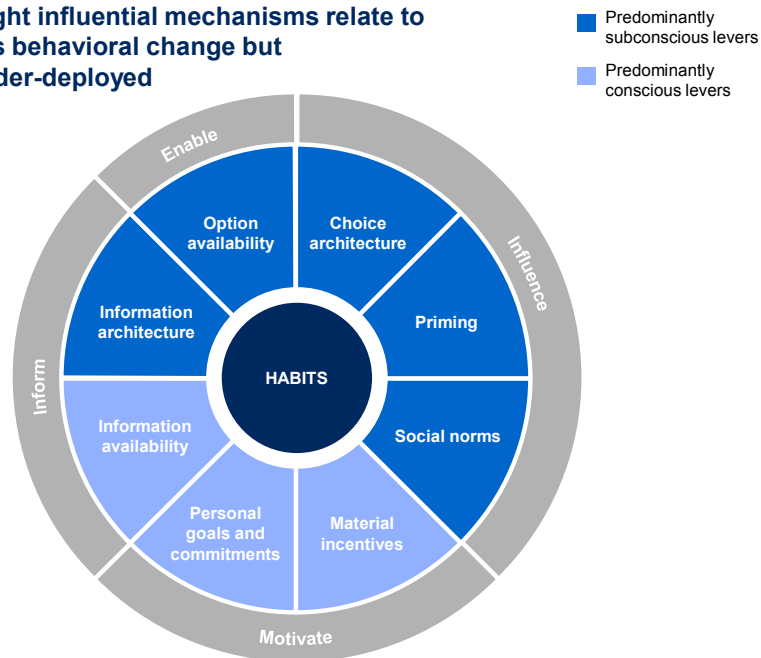 ght influential mechanisms relate to
s behavioral change but
der-deployed
Predominantly
subconscious levers
Predominantly
conscious levers
Enable
Influence
Inform
Motivate
Option
availability
Choice
architecture
Information
architecture
Priming
HABITS
Information
availability
Social norms
Personal
goals and
commitments
Material
incentives